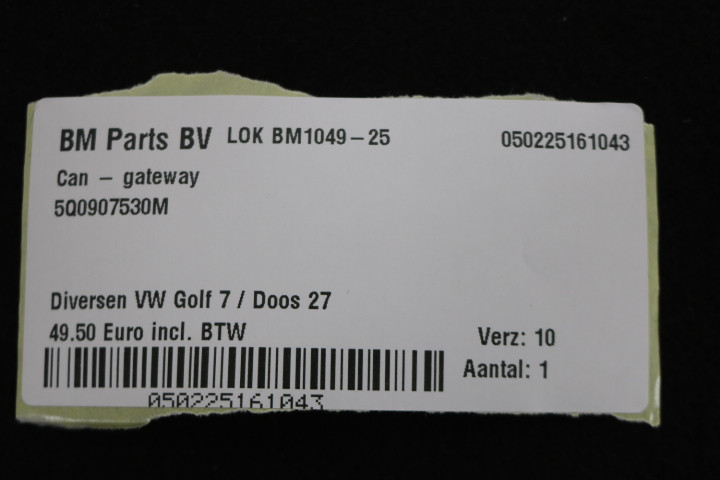 BM Parts BV LOK BM1049-25 050225161043
Can - gateway
5Q0907530M
Diversen VW Golf 7 / Doos 27
49.50 Euro incl. BTW
Verz: 10
Aantal: 1
050225161043